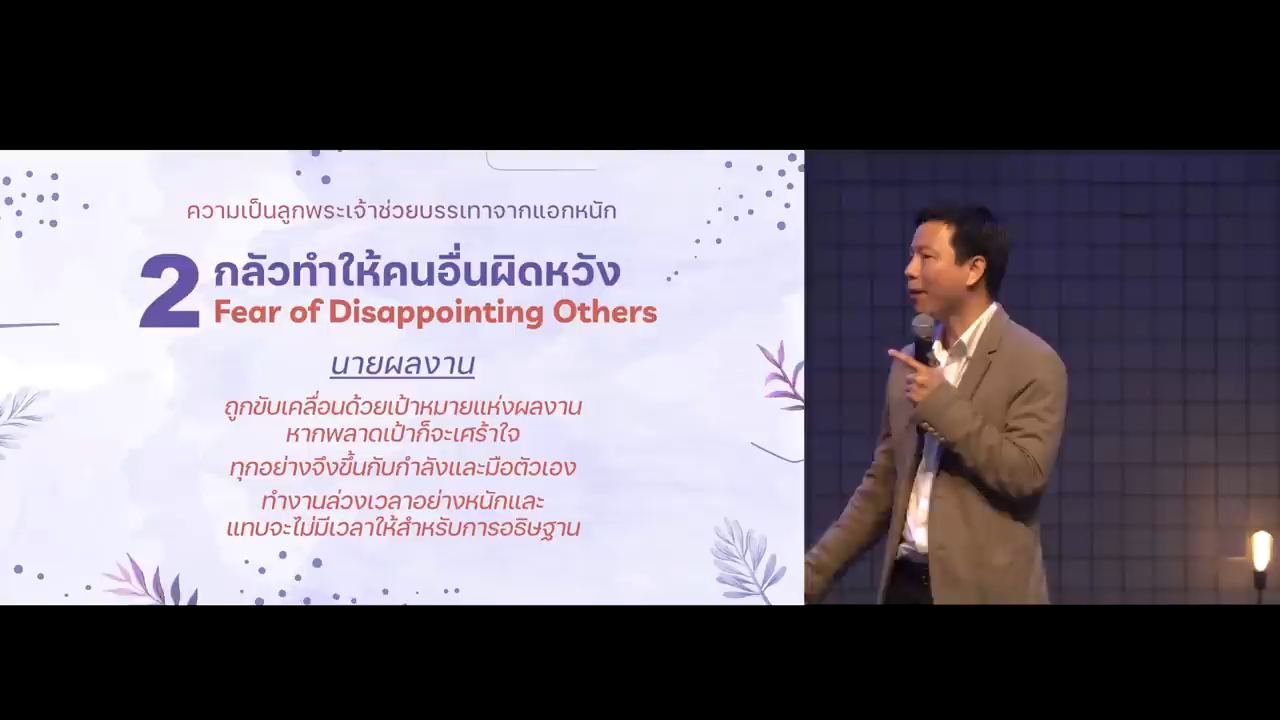 ความเป็นลูกพระเจ้าช่วยบรรเทาจากแอกหนัก
2 กลัวทำให้คนอื่นผิดหวัง
Fear of Disappointing Others
นายผลงาน
ถูกขับเคลื่อนด้วยเป้าหมายแห่งผลงาน
หากพลาดเป้าก็จะเศร้าใจ
ทุกอย่างจึงขึ้นกับกำลังและมือตัวเอง
ทำงานล่วงเวลาอย่างหนักและ
แทบจะไม่มีเวลาให้สำหรับการอธิษฐาน